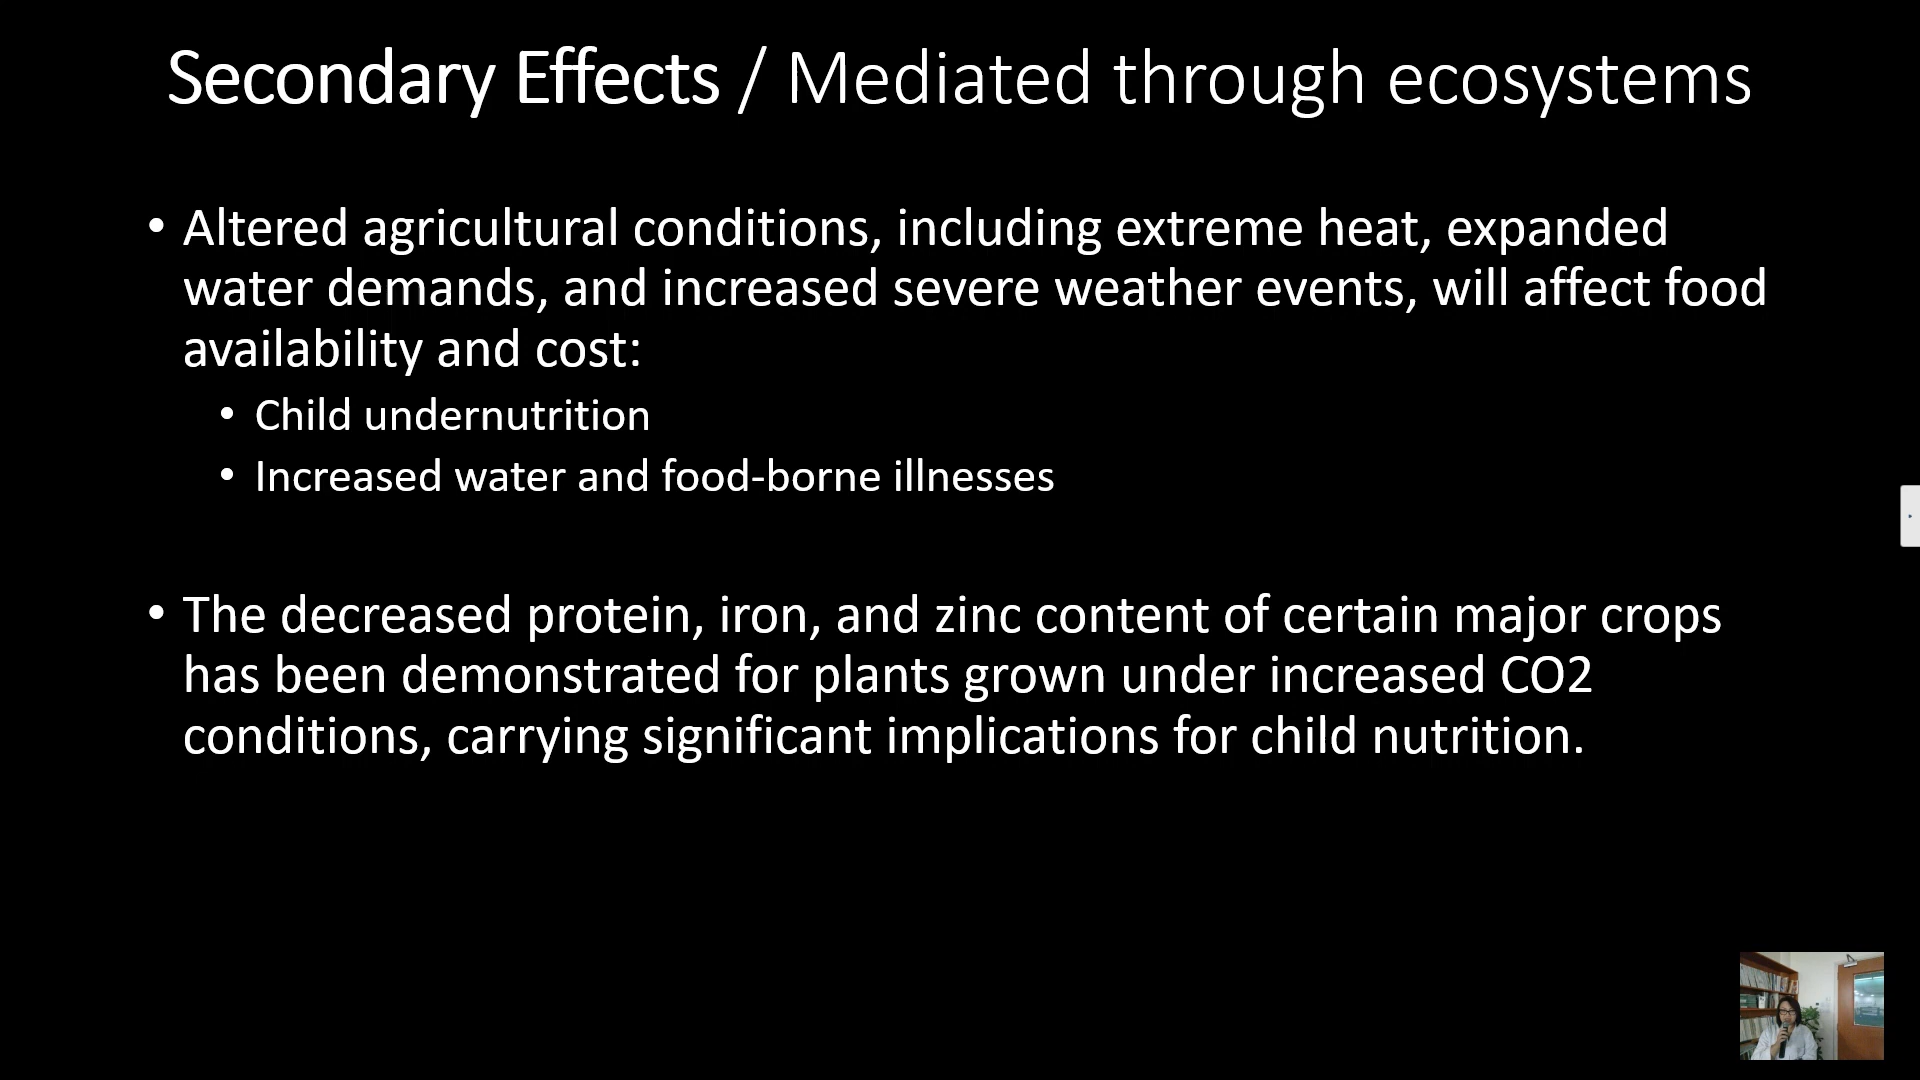 Secondary Effects / Mediated through ecosystems
• Altered agricultural conditions, including extreme heat, expanded
water demands, and increased severe weather events, will affect food
availability and cost:
• Child undernutrition
• Increased water and food-borne illnesses
• The decreased protein, iron, and zinc content of certain major crops
has been demonstrated for plants grown under increased CO2
conditions, carrying significant implications for child nutrition.